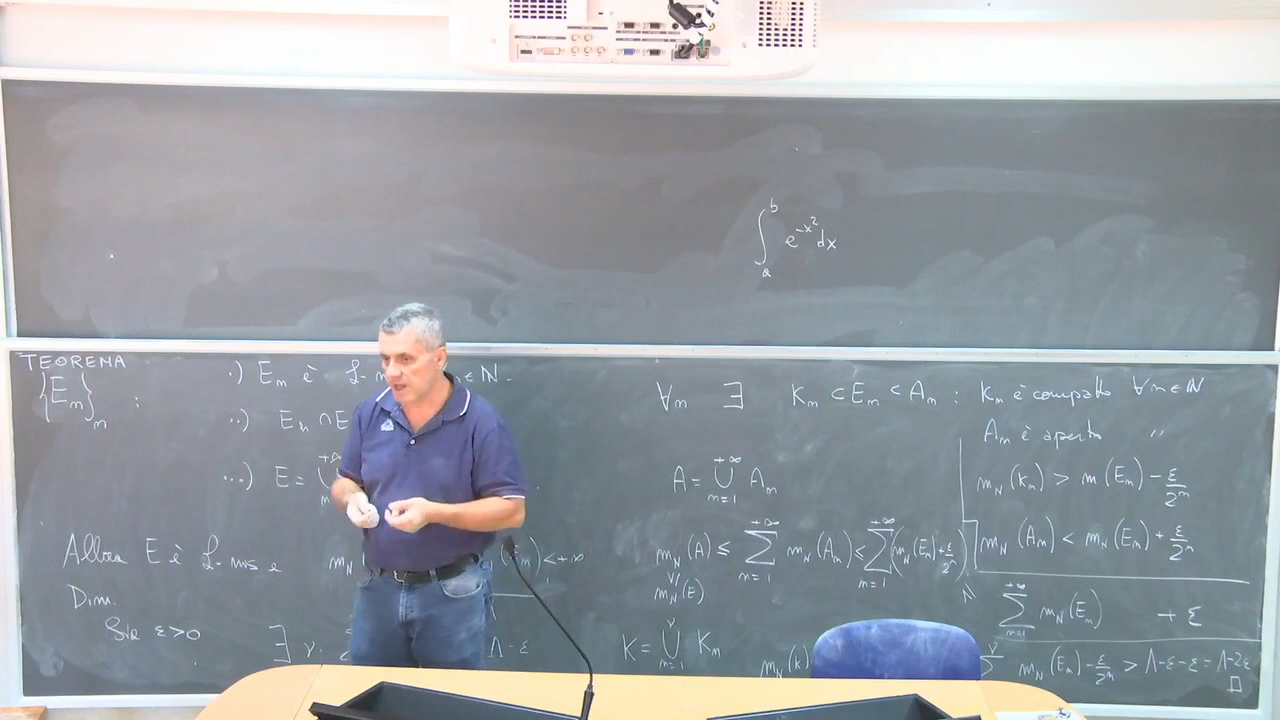 ∫_a^b e^{-x²} dx
TEOREMA
{E_n}_n :
·) E_n è L-m ∈ N.
··) E_n ∩ E
···) E = ⋃_{n=1}^{+∞}
Allora E è L-mis e m_N (E_n) < +∞
Dim.
Sia ε>0 ∃ ν: Λ-ε
∀n ∃ K_n ⊂ E_n ⊂ A_n : K_n è compatto ∀n∈N
A_n è aperto "
m_N(K_n) > m(E_n) - ε/2^n
A = ⋃_{n=1}^{+∞} A_n
m_N(A_n) < m_N(E_n) + ε/2^n
m_N(A) ≤ ∑_{n=1}^{+∞} m_N(A_n) ≤ ∑_{n=1}^{+∞} (m_N(E_n) + ε/2^n)
m_N(E)
∑_{n=1}^{+∞} m_N(E_n) + ε
K = ⋃_{n=1}^{ν} K_n m_N(K) ∑^ν m_N(E_n) - ε/2^n > Λ-ε-ε = Λ-2ε
□